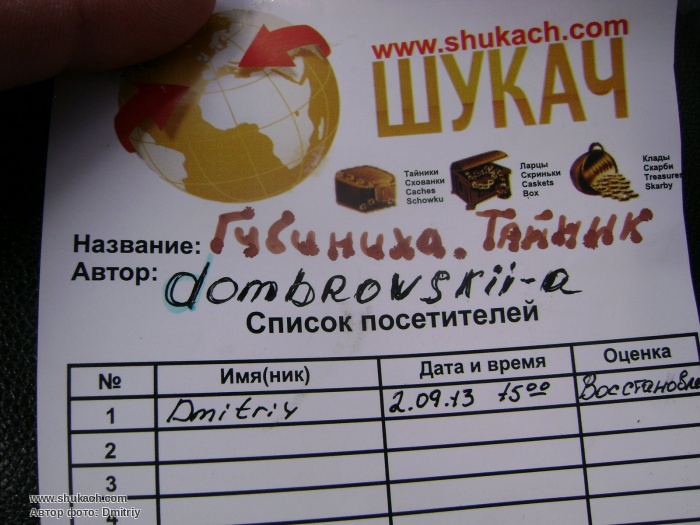 www.shukach.com
ШУКАЧ
Тайники
Схованки
Caches
Schowku
Ларцы
Скриньки
Caskets
Box
Клады
Скарби
Treasures
Skarby
Название: Губиниха. Тайник
Автор: dombrovskii-a
Список посетителей
№ Имя(ник) Дата и время Оценка
1 Dmitriy 2.09.13 15⁰⁰ Восстановле
2
3
4
www.shukach.com
Автор фото: Dmitriy